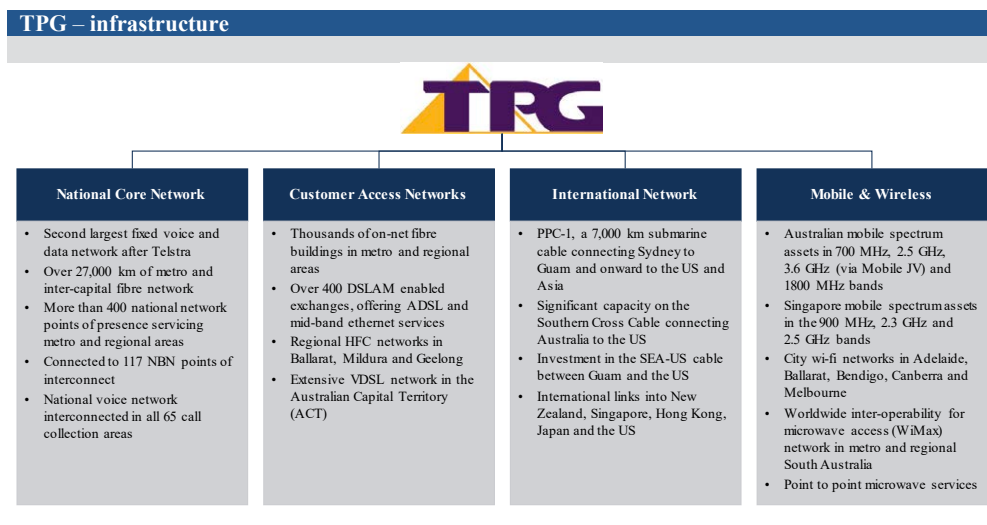 TPG – infrastructure
TPG
National Core Network
• Second largest fixed voice and
data network after Telstra
• Over 27,000 km of metro and
inter-capital fibre network
• More than 400 national network
points of presence servicing
metro and regional areas
• Connected to 117 NBN points of
interconnect
• National voice network
interconnected in all 65 call
collection areas
Customer Access Networks
• Thousands of on-net fibre
buildings in metro and regional
areas
• Over 400 DSLAM enabled
exchanges, offering ADSL and
mid-band ethernet services
• Regional HFC networks in
Ballarat, Mildura and Geelong
• Extensive VDSL network in the
Australian Capital Territory
(ACT)
International Network
• PPC-1, a 7,000 km submarine
cable connecting Sydney to
Guam and onward to the US and
Asia
• Significant capacity on the
Southern Cross Cable connecting
Australia to the US
• Investment in the SEA-US cable
between Guam and the US
• International links into New
Zealand, Singapore, Hong Kong,
Japan and the US
Mobile & Wireless
• Australian mobile spectrum
assets in 700 MHz, 2.5 GHz,
3.6 GHz (via Mobile JV) and
1800 MHz bands
• Singapore mobile spectrum assets
in the 900 MHz, 2.3 GHz and
2.5 GHz bands
• City wi-fi networks in Adelaide,
Ballarat, Bendigo, Canberra and
Melbourne
• Worldwide inter-operability for
microwave access (WiMax)
network in metro and regional
South Australia
• Point to point microwave services